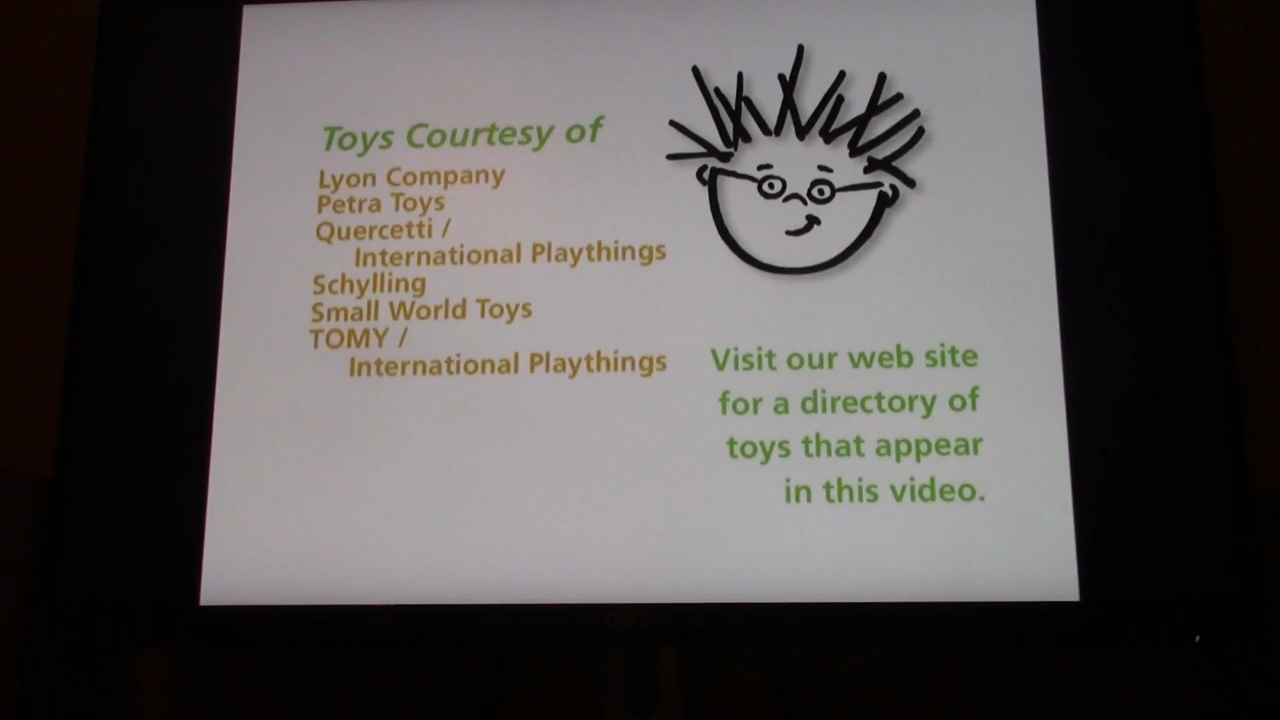 Toys Courtesy of
Lyon Company
Petra Toys
Quercetti /
International Playthings
Schylling
Small World Toys
TOMY /
International Playthings
Visit our web site
for a directory of
toys that appear
in this video.